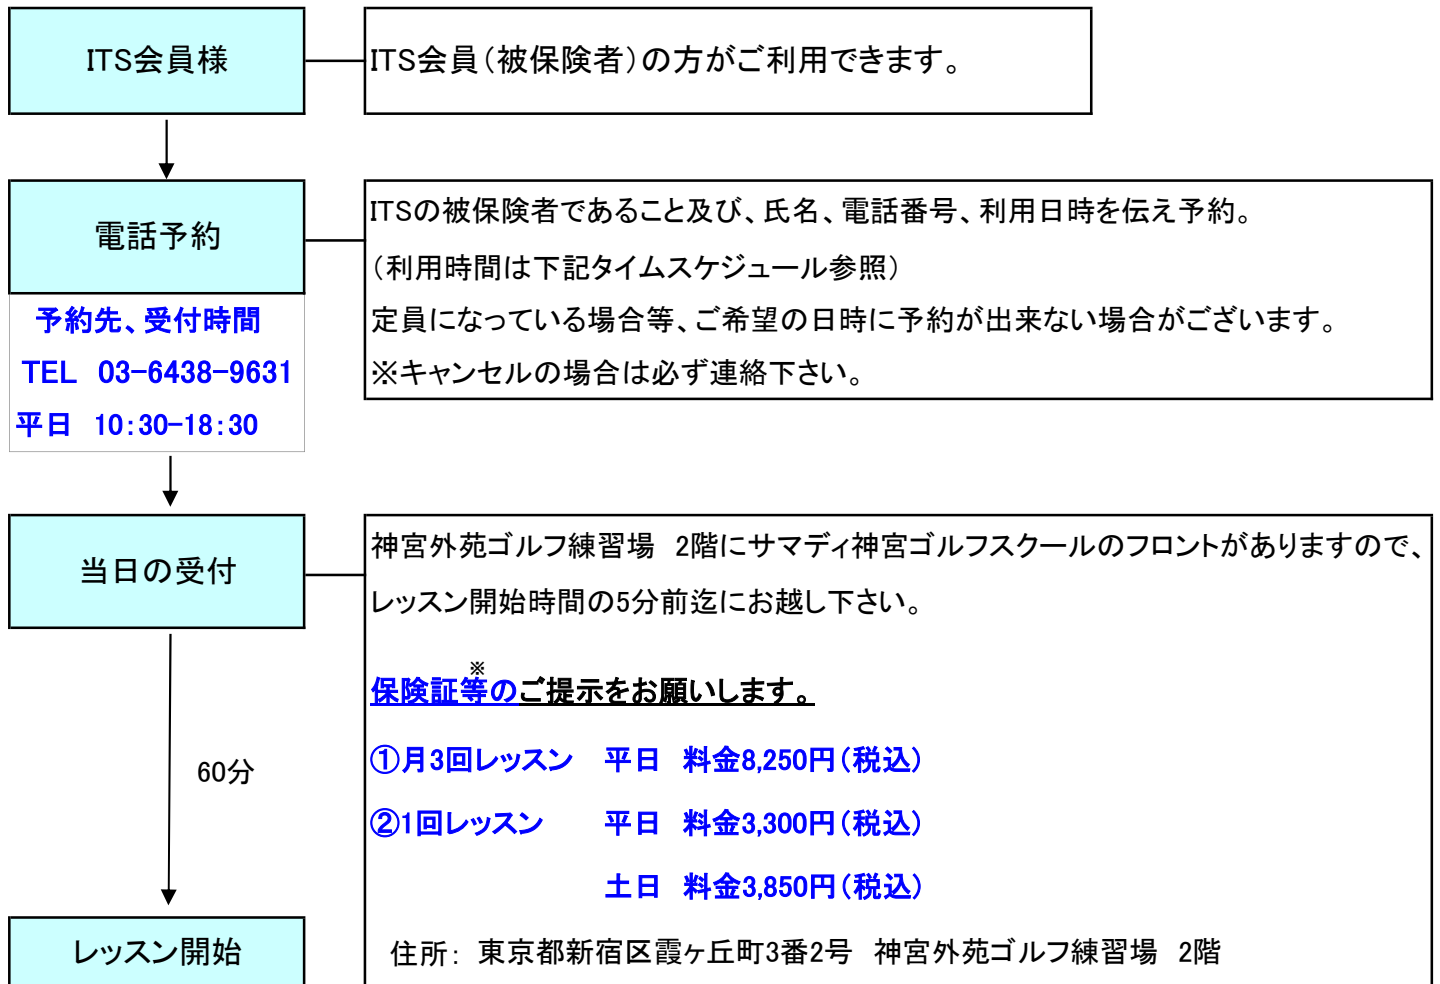 ITS会員様
ITS会員(被保険者)の方がご利用できます。
電話予約
ITSの被保険者であること及び、氏名、電話番号、利用日時を伝え予約。
(利用時間は下記タイムスケジュール参照)
定員になっている場合等、ご希望の日時に予約が出来ない場合がございます。
※キャンセルの場合は必ず連絡下さい。
予約先、受付時間
TEL 03-6438-9631
平日 10:30-18:30
当日の受付
神宮外苑ゴルフ練習場 2階にサマディ神宮ゴルフスクールのフロントがありますので、
レッスン開始時間の5分前迄にお越し下さい。
※
保険証等のご提示をお願いします。
①月3回レッスン 平日 料金8,250円(税込)
60分
②1回レッスン 平日 料金3,300円(税込)
土日 料金3,850円(税込)
レッスン開始
住所: 東京都新宿区霞ヶ丘町3番2号 神宮外苑ゴルフ練習場 2階